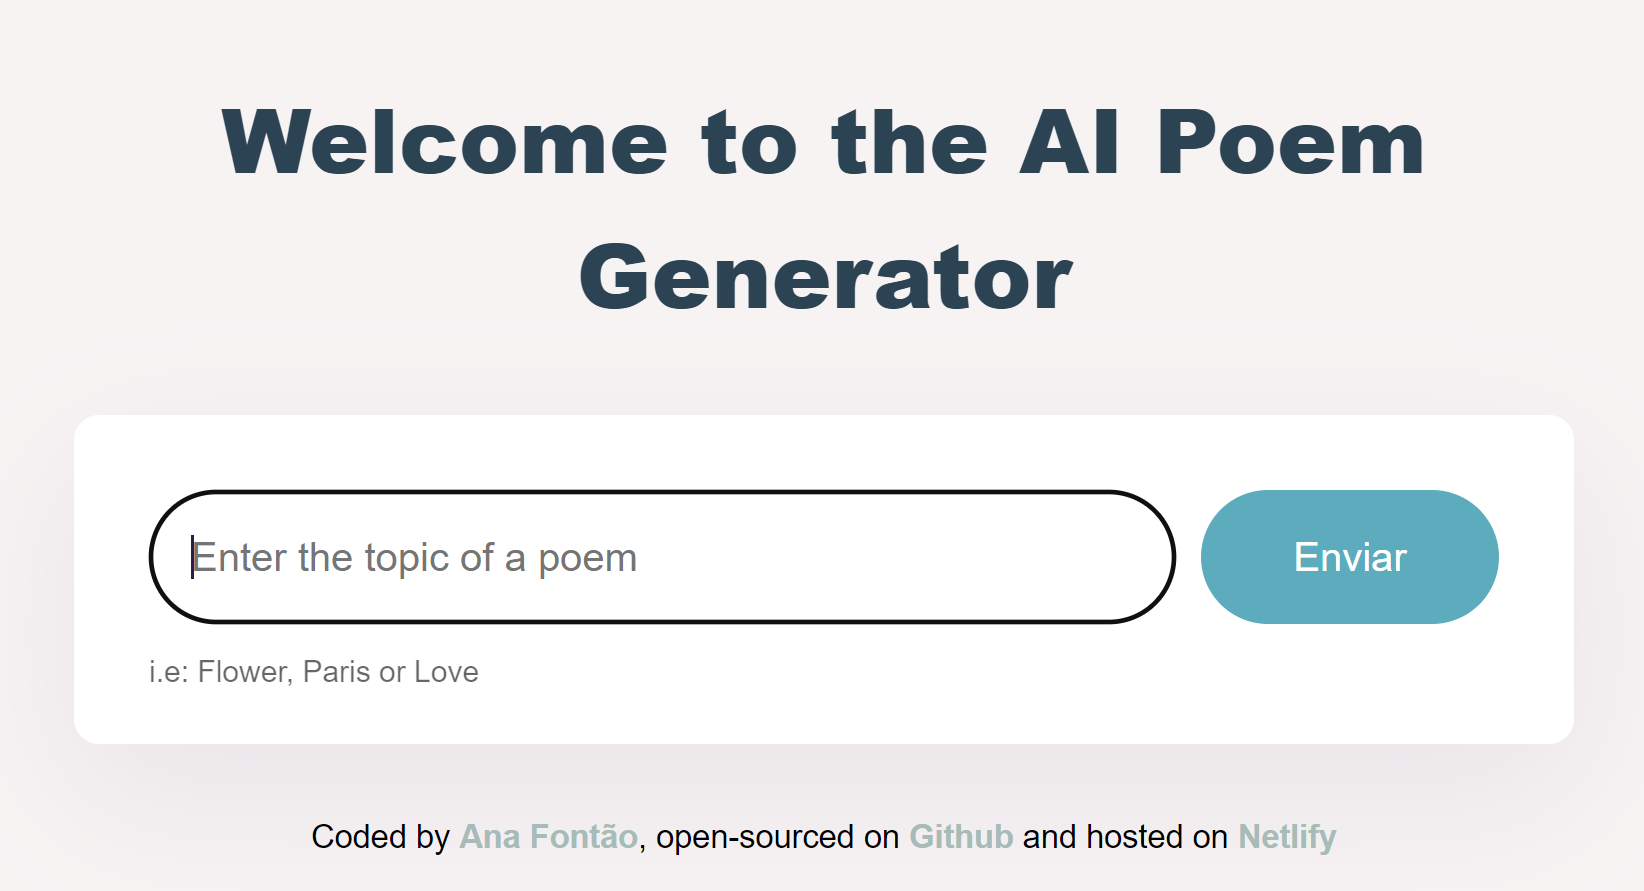 Welcome to the AI Poem
Generator
Enter the topic of a poem
Enviar
i.e: Flower, Paris or Love
Coded by Ana Fontão, open-sourced on Github and hosted on Netlify